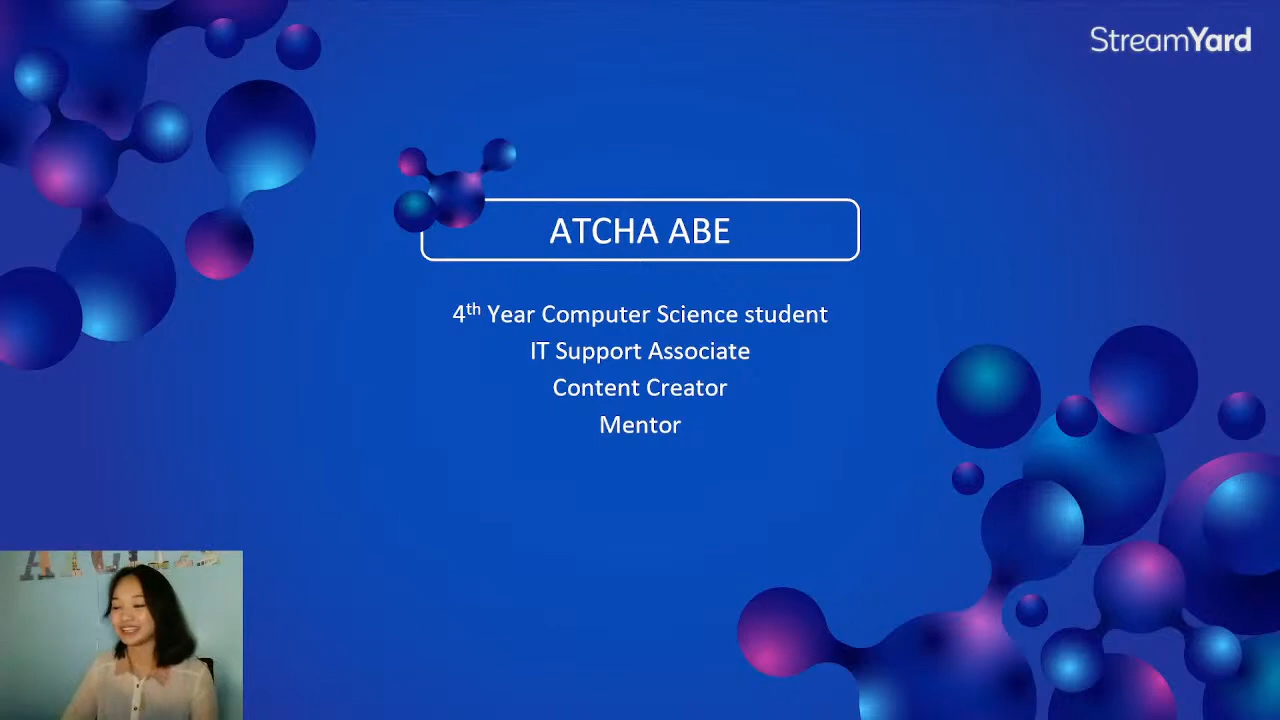 StreamYard
ATCHA ABE
4th Year Computer Science student
IT Support Associate
Content Creator
Mentor